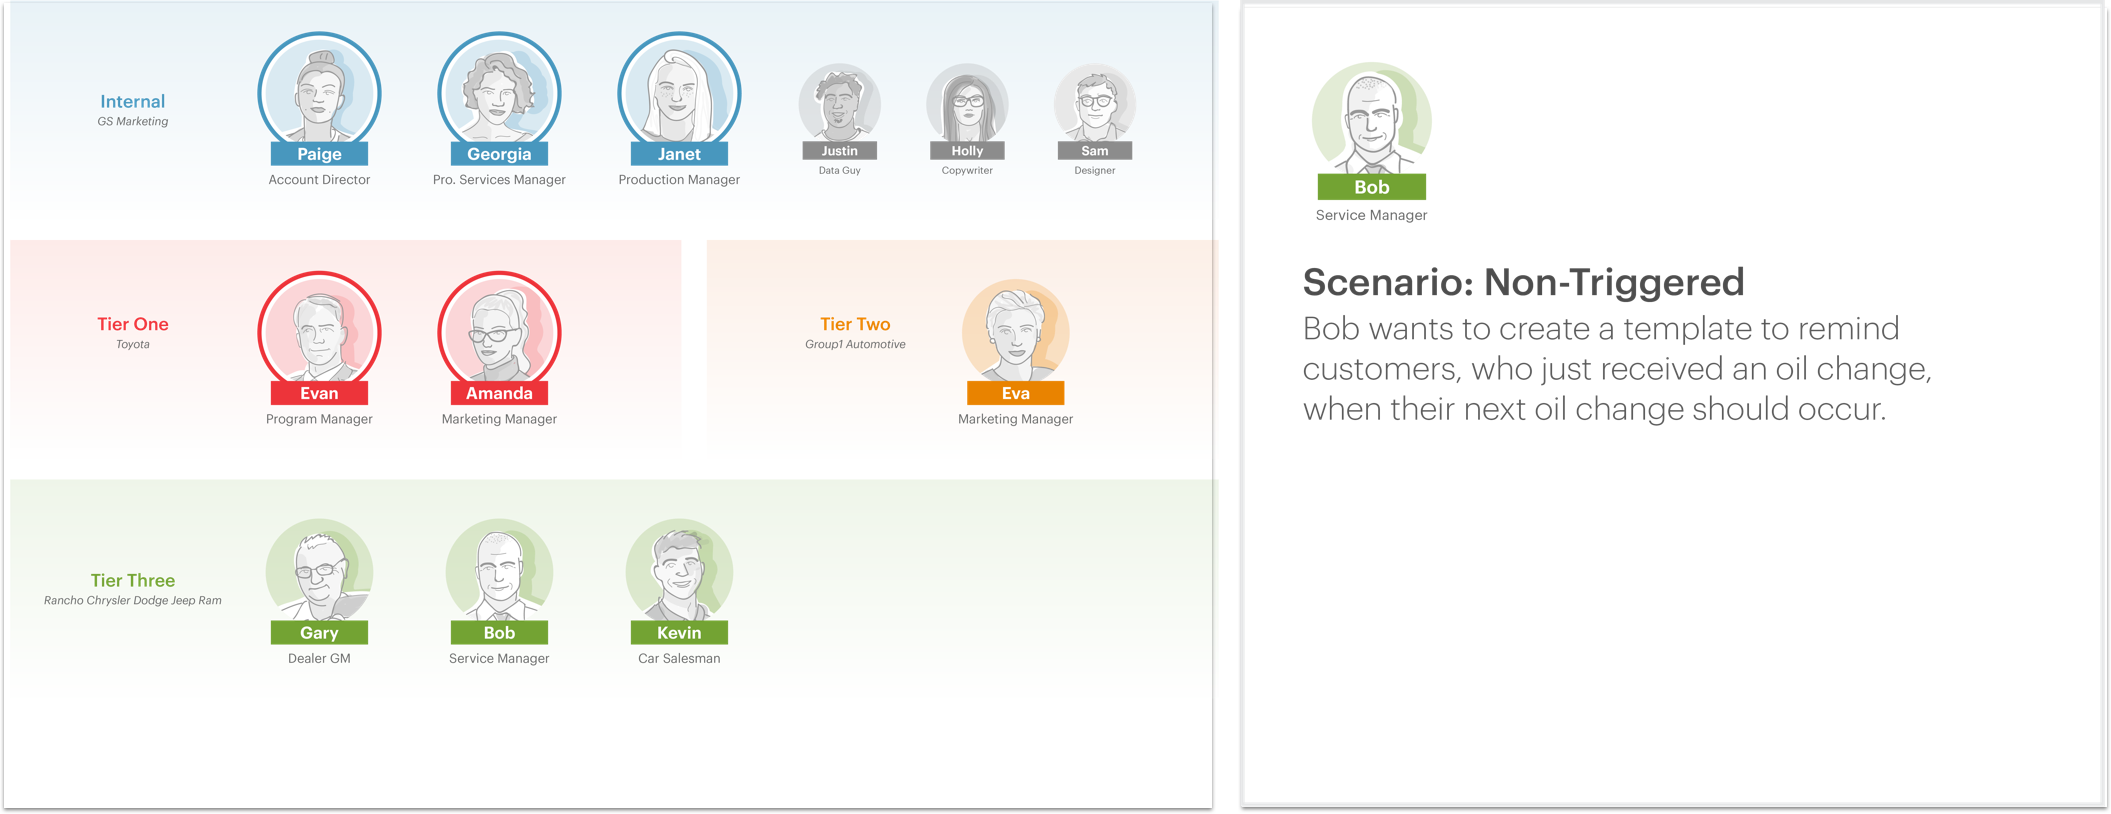 Internal
GS Marketing
Paige
Account Director
Georgia
Pro. Services Manager
Janet
Production Manager
Justin
Data Guy
Holly
Copywriter
Sam
Designer
Tier One
Toyota
Evan
Program Manager
Amanda
Marketing Manager
Tier Two
Group1 Automotive
Eva
Marketing Manager
Tier Three
Rancho Chrysler Dodge Jeep Ram
Gary
Dealer GM
Bob
Service Manager
Kevin
Car Salesman
Bob
Service Manager
Scenario: Non-Triggered
Bob wants to create a template to remind
customers, who just received an oil change,
when their next oil change should occur.